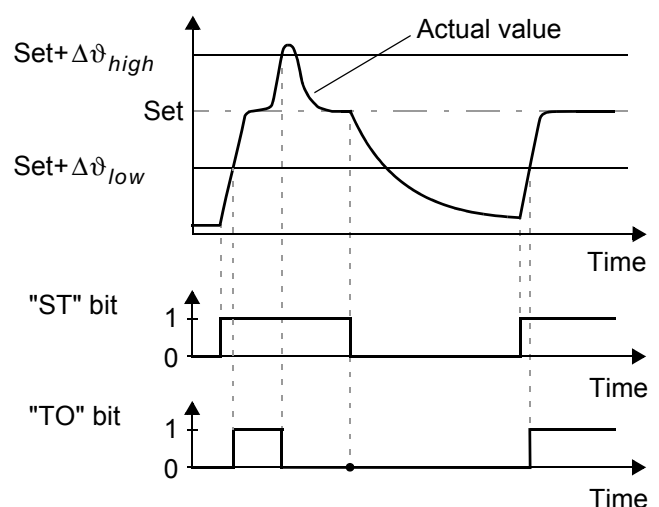 Actual value
Set+Δϑhigh
Set
Set+Δϑlow
Time
"ST" bit
1
0
Time
"TO" bit
1
0
Time